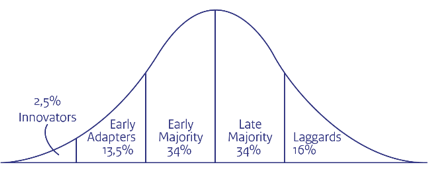 2,5%
Innovators
Early
Adapters
13,5%
Early
Majority
34%
Late
Majority
34%
Laggards
16%